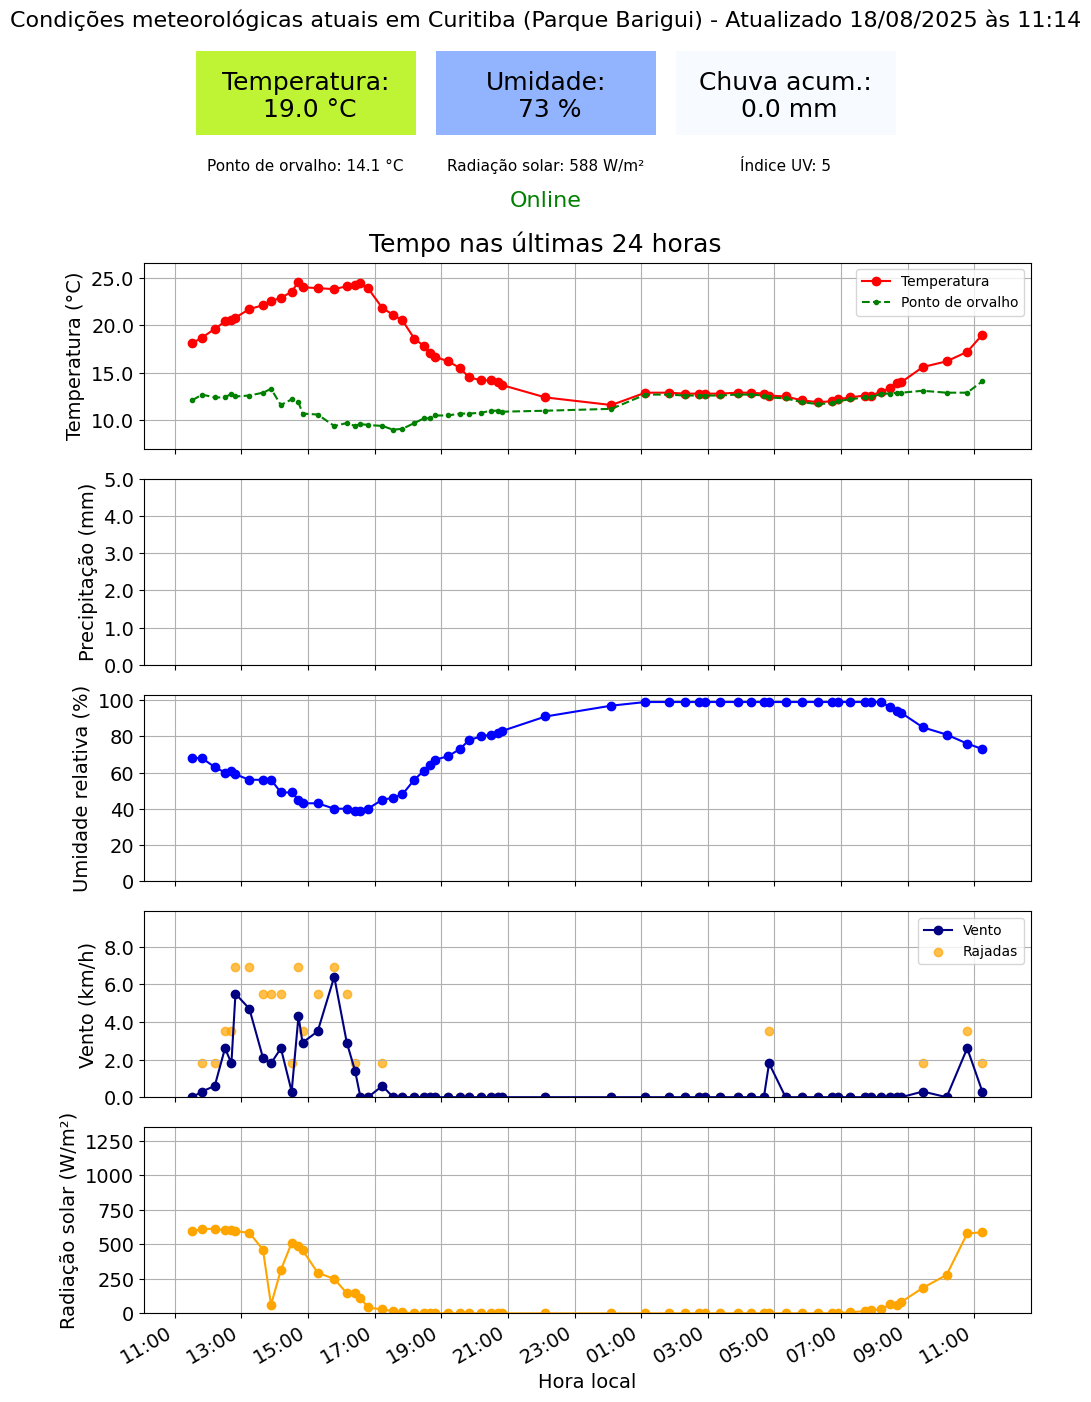 Condições meteorológicas atuais em Curitiba (Parque Barigui) - Atualizado 18/08/2025 às 11:14
Temperatura:
19.0 °C
Umidade:
73 %
Chuva acum.:
0.0 mm
Ponto de orvalho: 14.1 °C
Radiação solar: 588 W/m²
Índice UV: 5
Online
Tempo nas últimas 24 horas
Temperatura (°C)
25.0
20.0
15.0
10.0
Temperatura
Ponto de orvalho
Precipitação (mm)
5.0
4.0
3.0
2.0
1.0
0.0
Umidade relativa (%)
100
80
60
40
20
0
Vento (km/h)
8.0
6.0
4.0
2.0
0.0
Vento
Rajadas
Radiação solar (W/m²)
1250
1000
750
500
250
0
11:00
13:00
15:00
17:00
19:00
21:00
23:00
01:00
03:00
05:00
07:00
09:00
11:00
Hora local